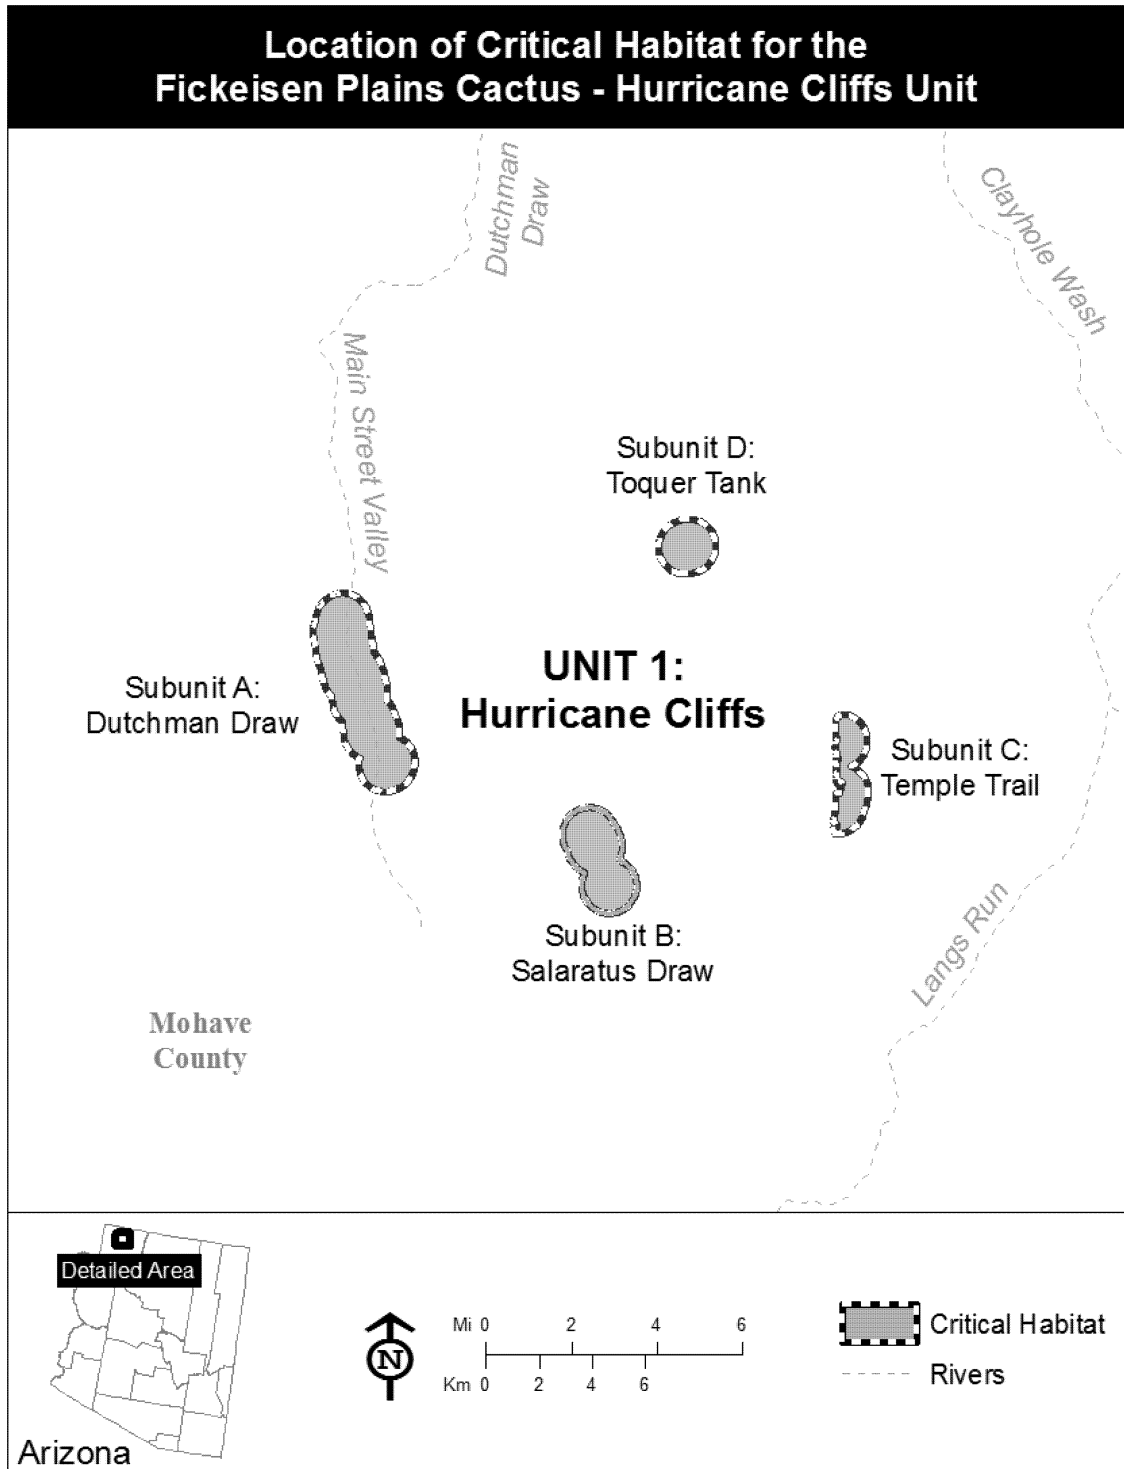 Location of Critical Habitat for the
Fickeisen Plains Cactus - Hurricane Cliffs Unit
Dutchman
Draw
Clayhole Wash
Main Street Valley
Subunit D:
Toquer Tank
UNIT 1:
Hurricane Cliffs
Subunit A:
Dutchman Draw
Subunit C:
Temple Trail
Subunit B:
Salaratus Draw
Langs Run
Mohave
County
Detailed Area
Arizona
N
Mi 0 2 4 6
Km 0 2 4 6
Critical Habitat
Rivers